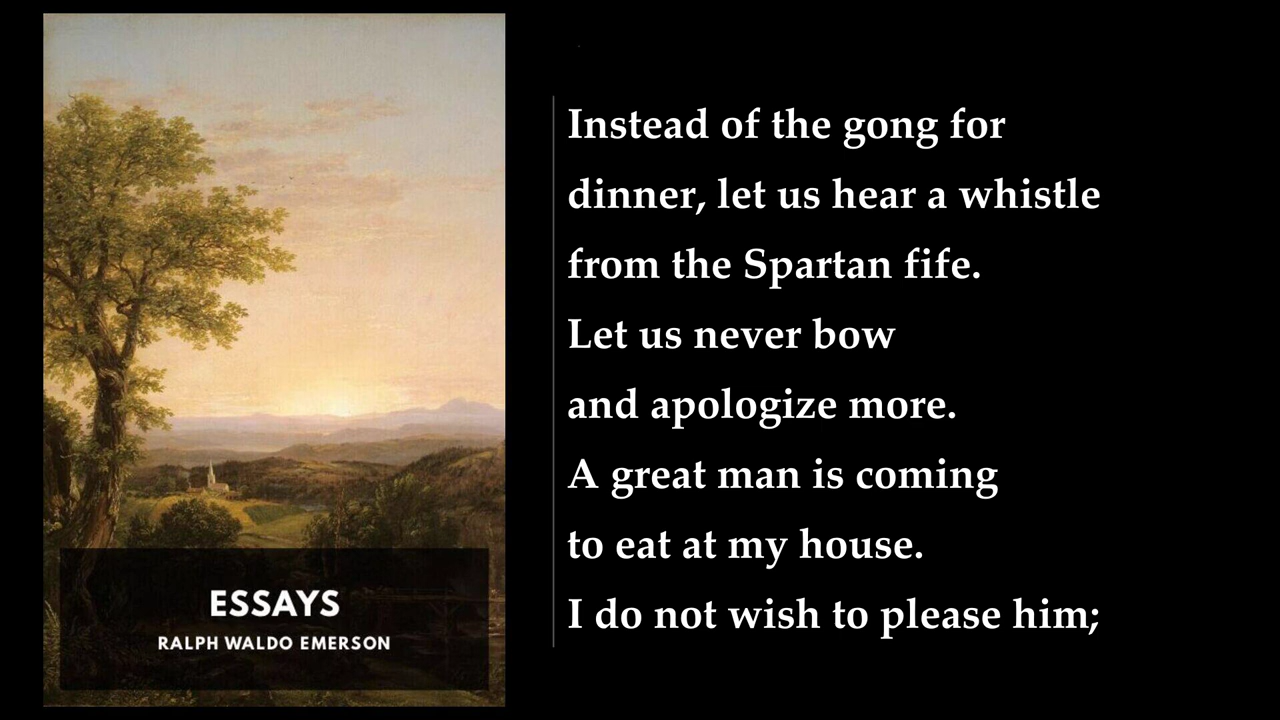 ESSAYS
RALPH WALDO EMERSON
Instead of the gong for
dinner, let us hear a whistle
from the Spartan fife.
Let us never bow
and apologize more.
A great man is coming
to eat at my house.
I do not wish to please him;